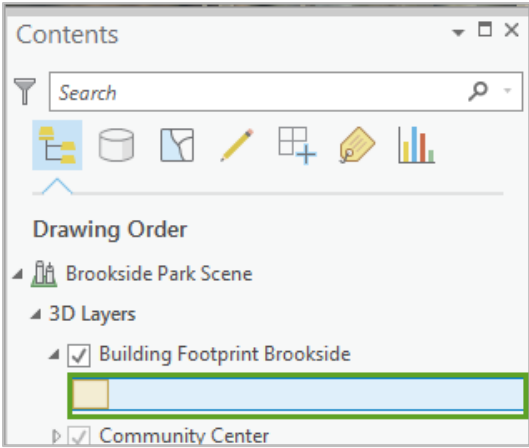 Contents
Search
Drawing Order
Brookside Park Scene
3D Layers
Building Footprint Brookside
Community Center